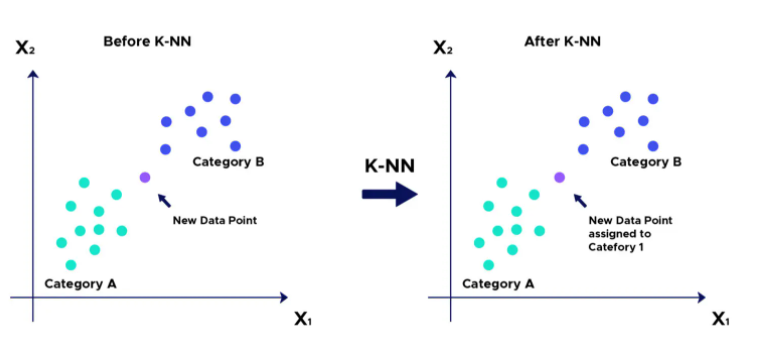 Before K-NN
X₂
Category B
New Data Point
Category A
X₁
K-NN
After K-NN
X₂
Category B
New Data Point
assigned to
Catefory 1
Category A
X₁